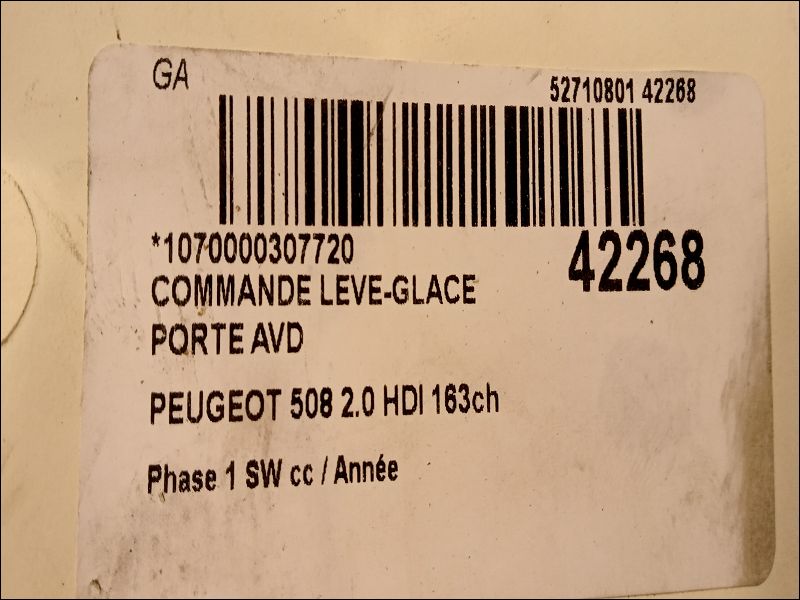 GA
52710801 42268
*1070000307720
42268
COMMANDE LEVE-GLACE
PORTE AVD
PEUGEOT 508 2.0 HDI 163ch
Phase 1 SW cc / Année